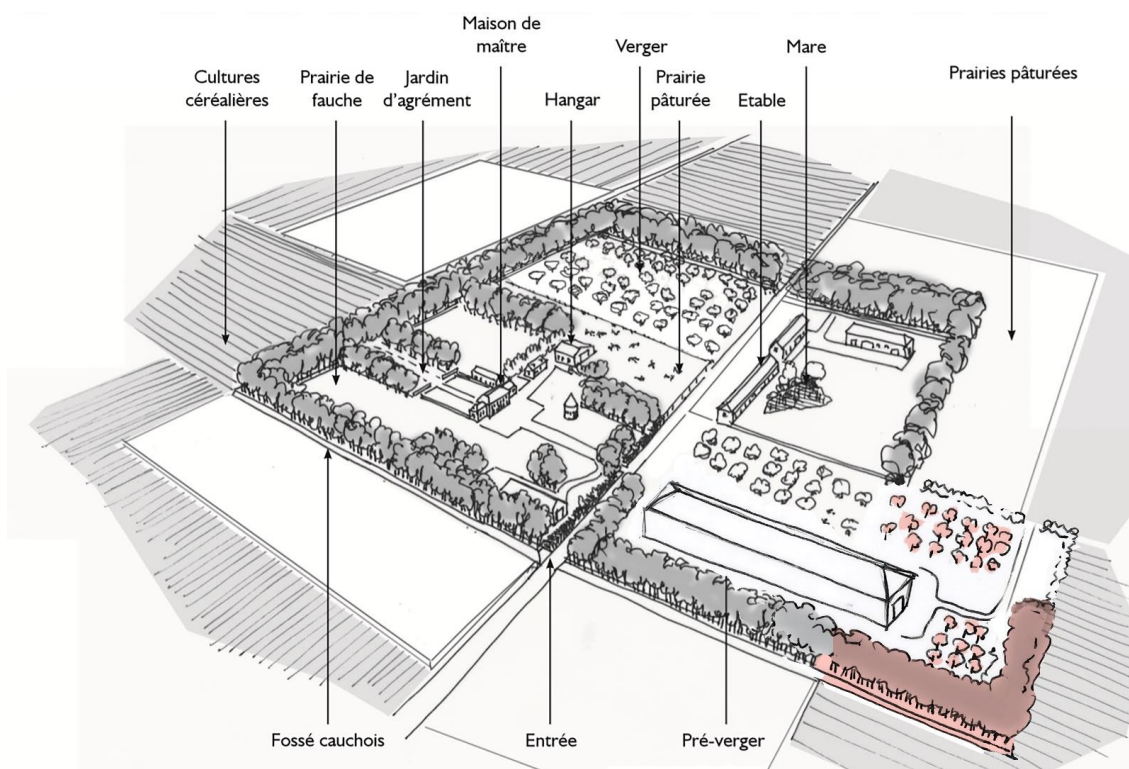 Maison de
maître
Verger
Mare
Cultures
céréalières
Prairie de
fauche
Jardin
d'agrément
Hangar
Prairie
pâturée
Etable
Prairies pâturées
Fossé cauchois
Entrée
Pré-verger